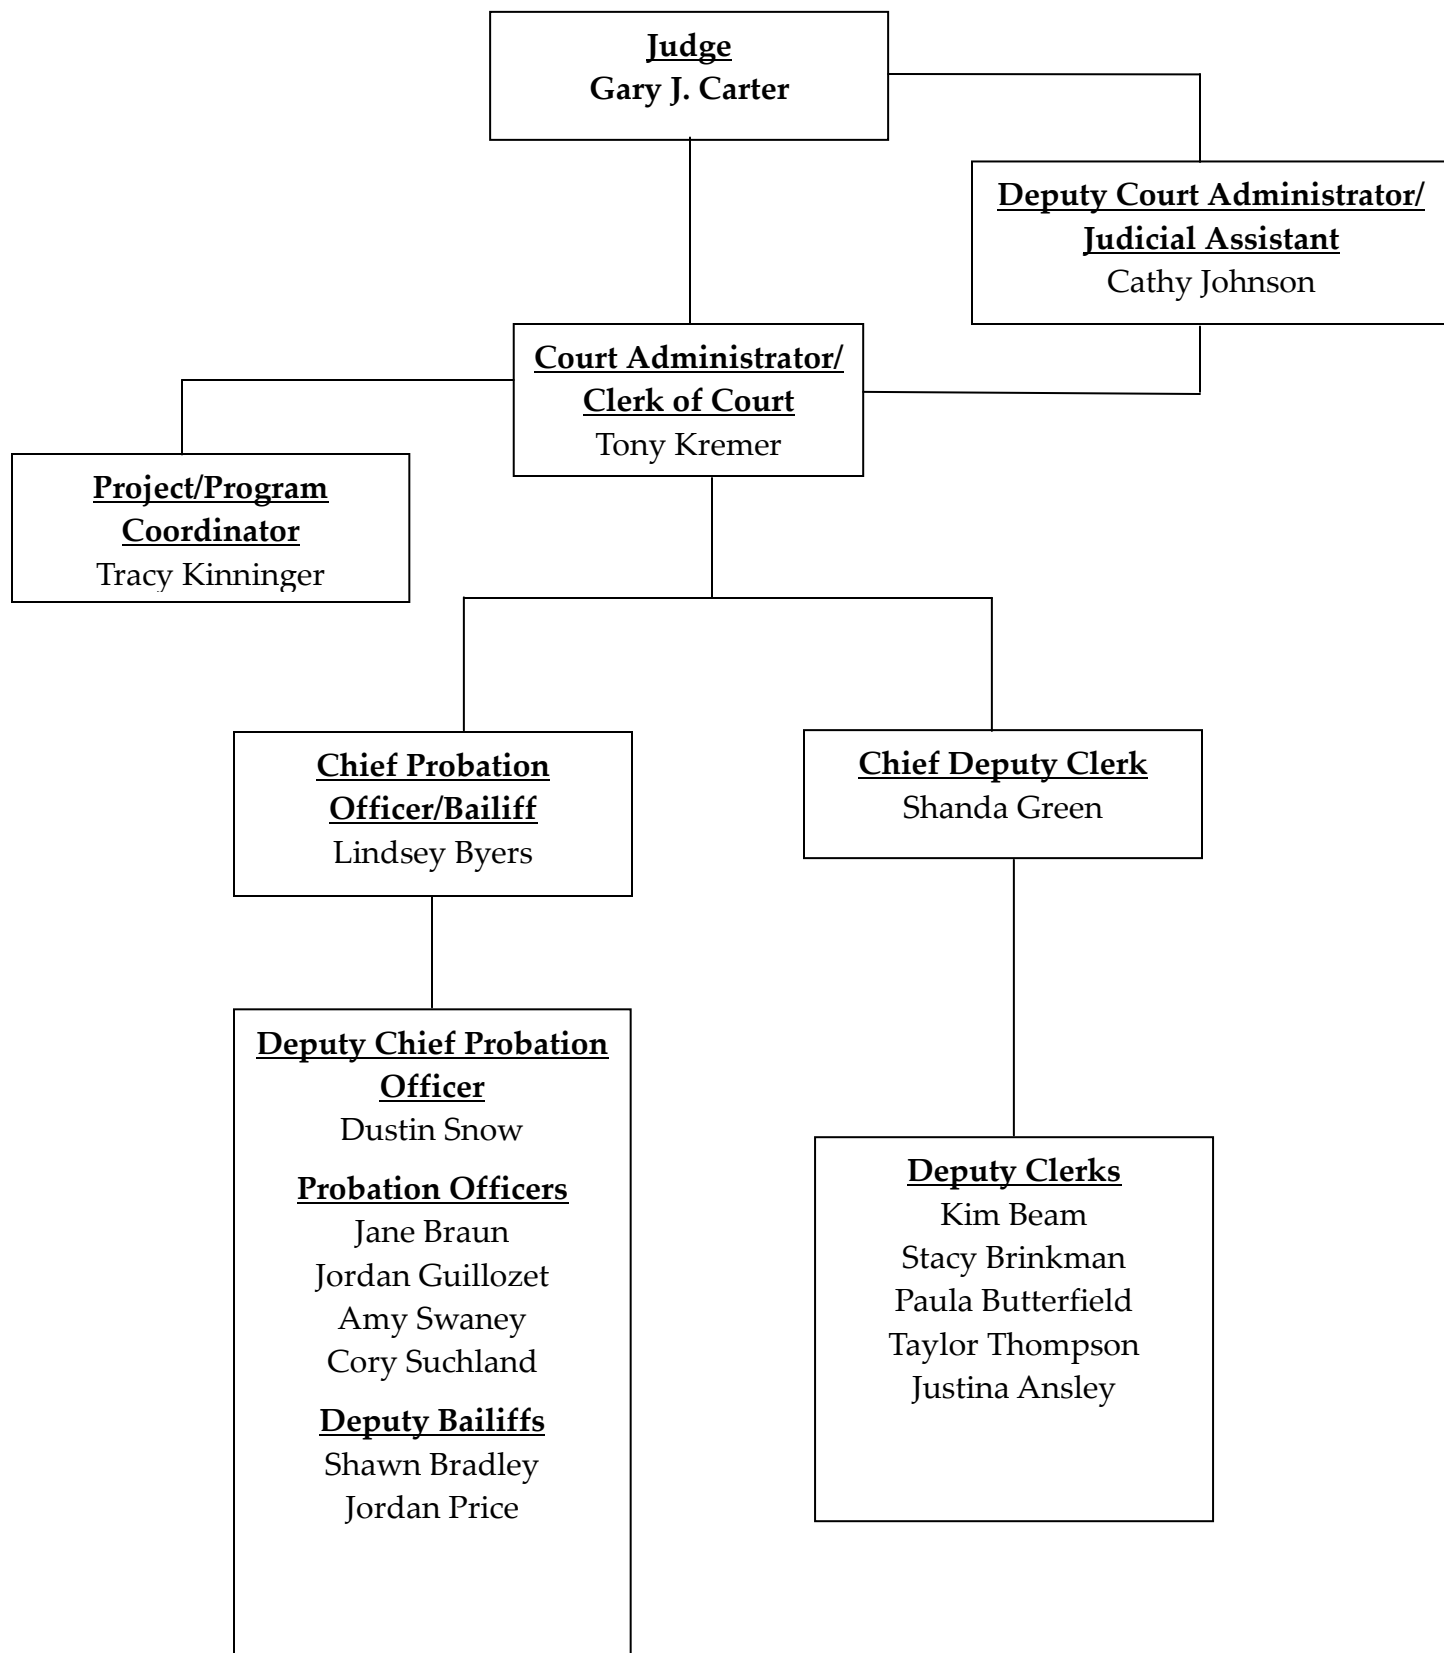 Judge
Gary J. Carter
Deputy Court Administrator/
Judicial Assistant
Cathy Johnson
Court Administrator/
Clerk of Court
Tony Kremer
Project/Program
Coordinator
Tracy Kinninger
Chief Probation
Officer/Bailiff
Lindsey Byers
Chief Deputy Clerk
Shanda Green
Deputy Chief Probation
Officer
Dustin Snow
Probation Officers
Jane Braun
Jordan Guillozet
Amy Swaney
Cory Suchland
Deputy Bailiffs
Shawn Bradley
Jordan Price
Deputy Clerks
Kim Beam
Stacy Brinkman
Paula Butterfield
Taylor Thompson
Justina Ansley